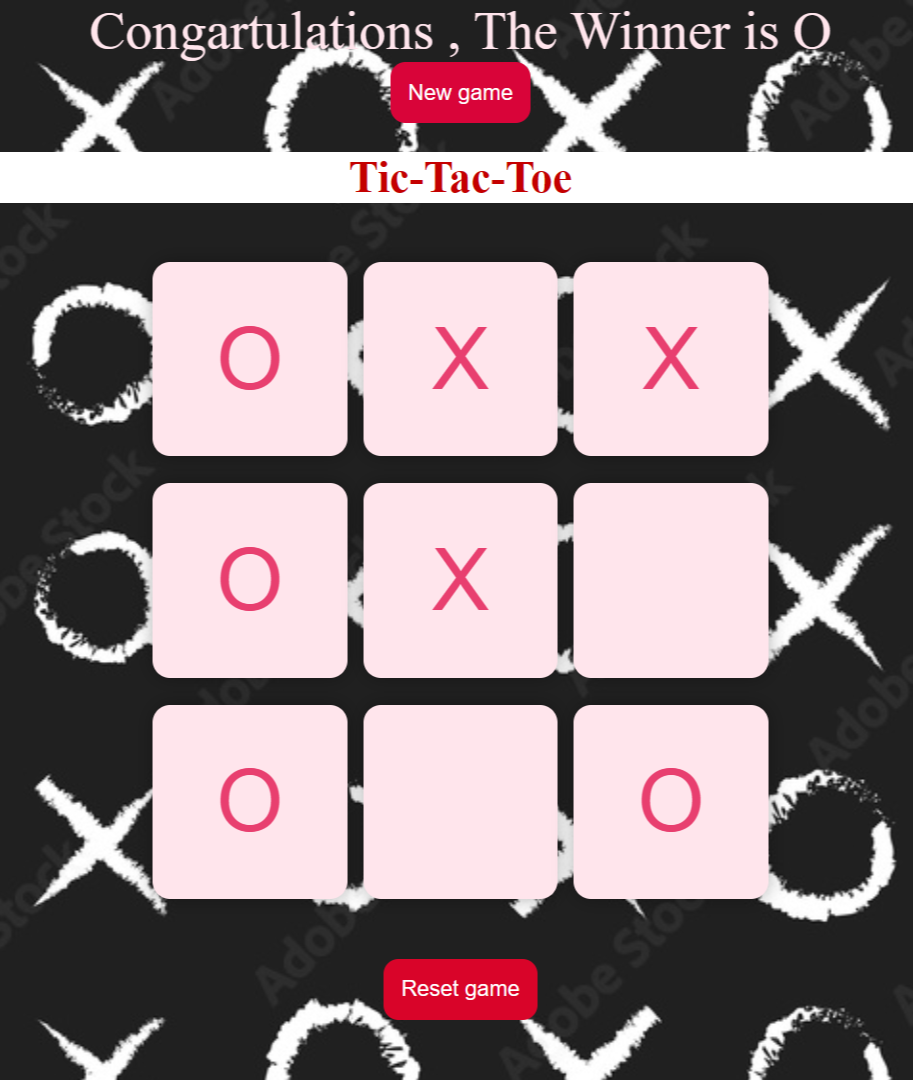 Congartulations , The Winner is O
New game
Tic-Tac-Toe
O X X
O X
O O
Reset game
Adobe Stock